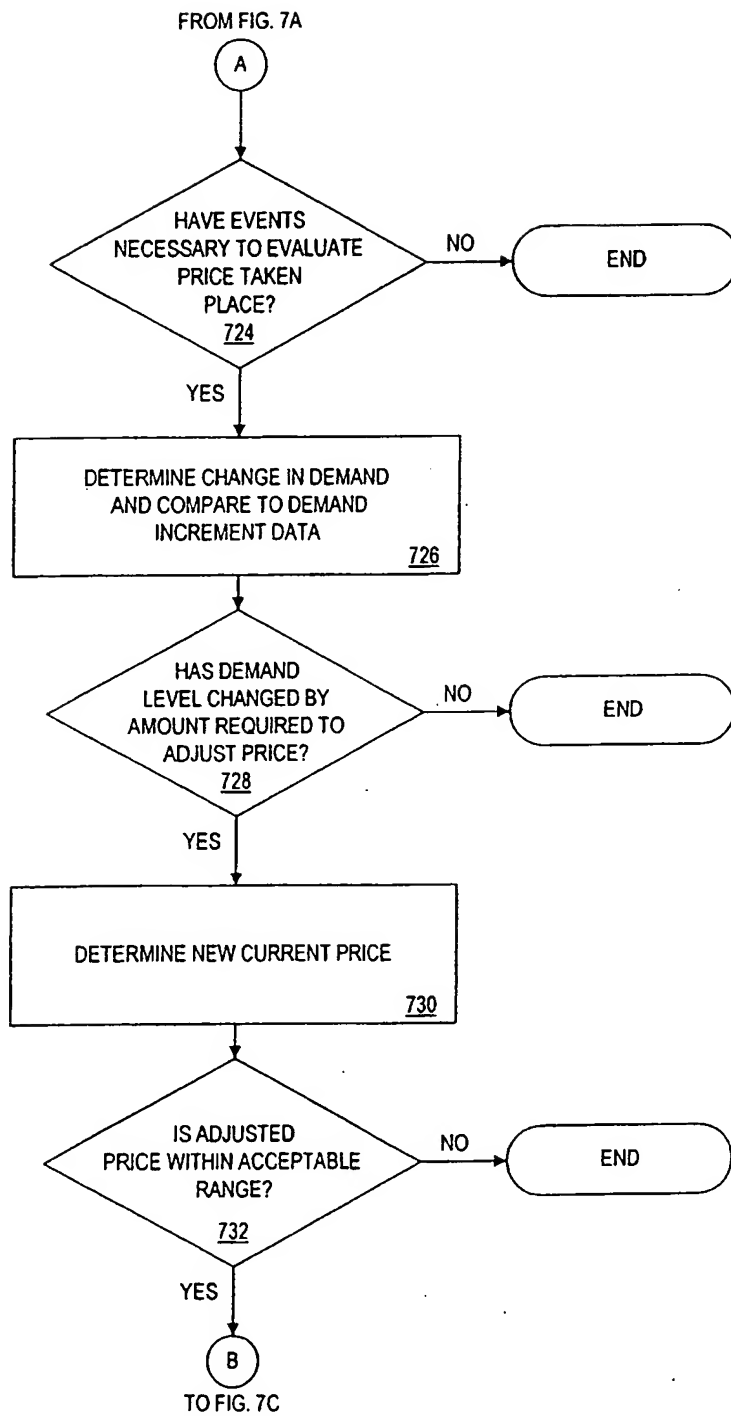 FROM FIG. 7A
A
HAVE EVENTS
NECESSARY TO EVALUATE
PRICE TAKEN
PLACE?
724
NO
END
YES
DETERMINE CHANGE IN DEMAND
AND COMPARE TO DEMAND
INCREMENT DATA
726
HAS DEMAND
LEVEL CHANGED BY
AMOUNT REQUIRED TO
ADJUST PRICE?
728
NO
END
YES
DETERMINE NEW CURRENT PRICE
730
IS ADJUSTED
PRICE WITHIN ACCEPTABLE
RANGE?
732
NO
END
YES
B
TO FIG. 7C